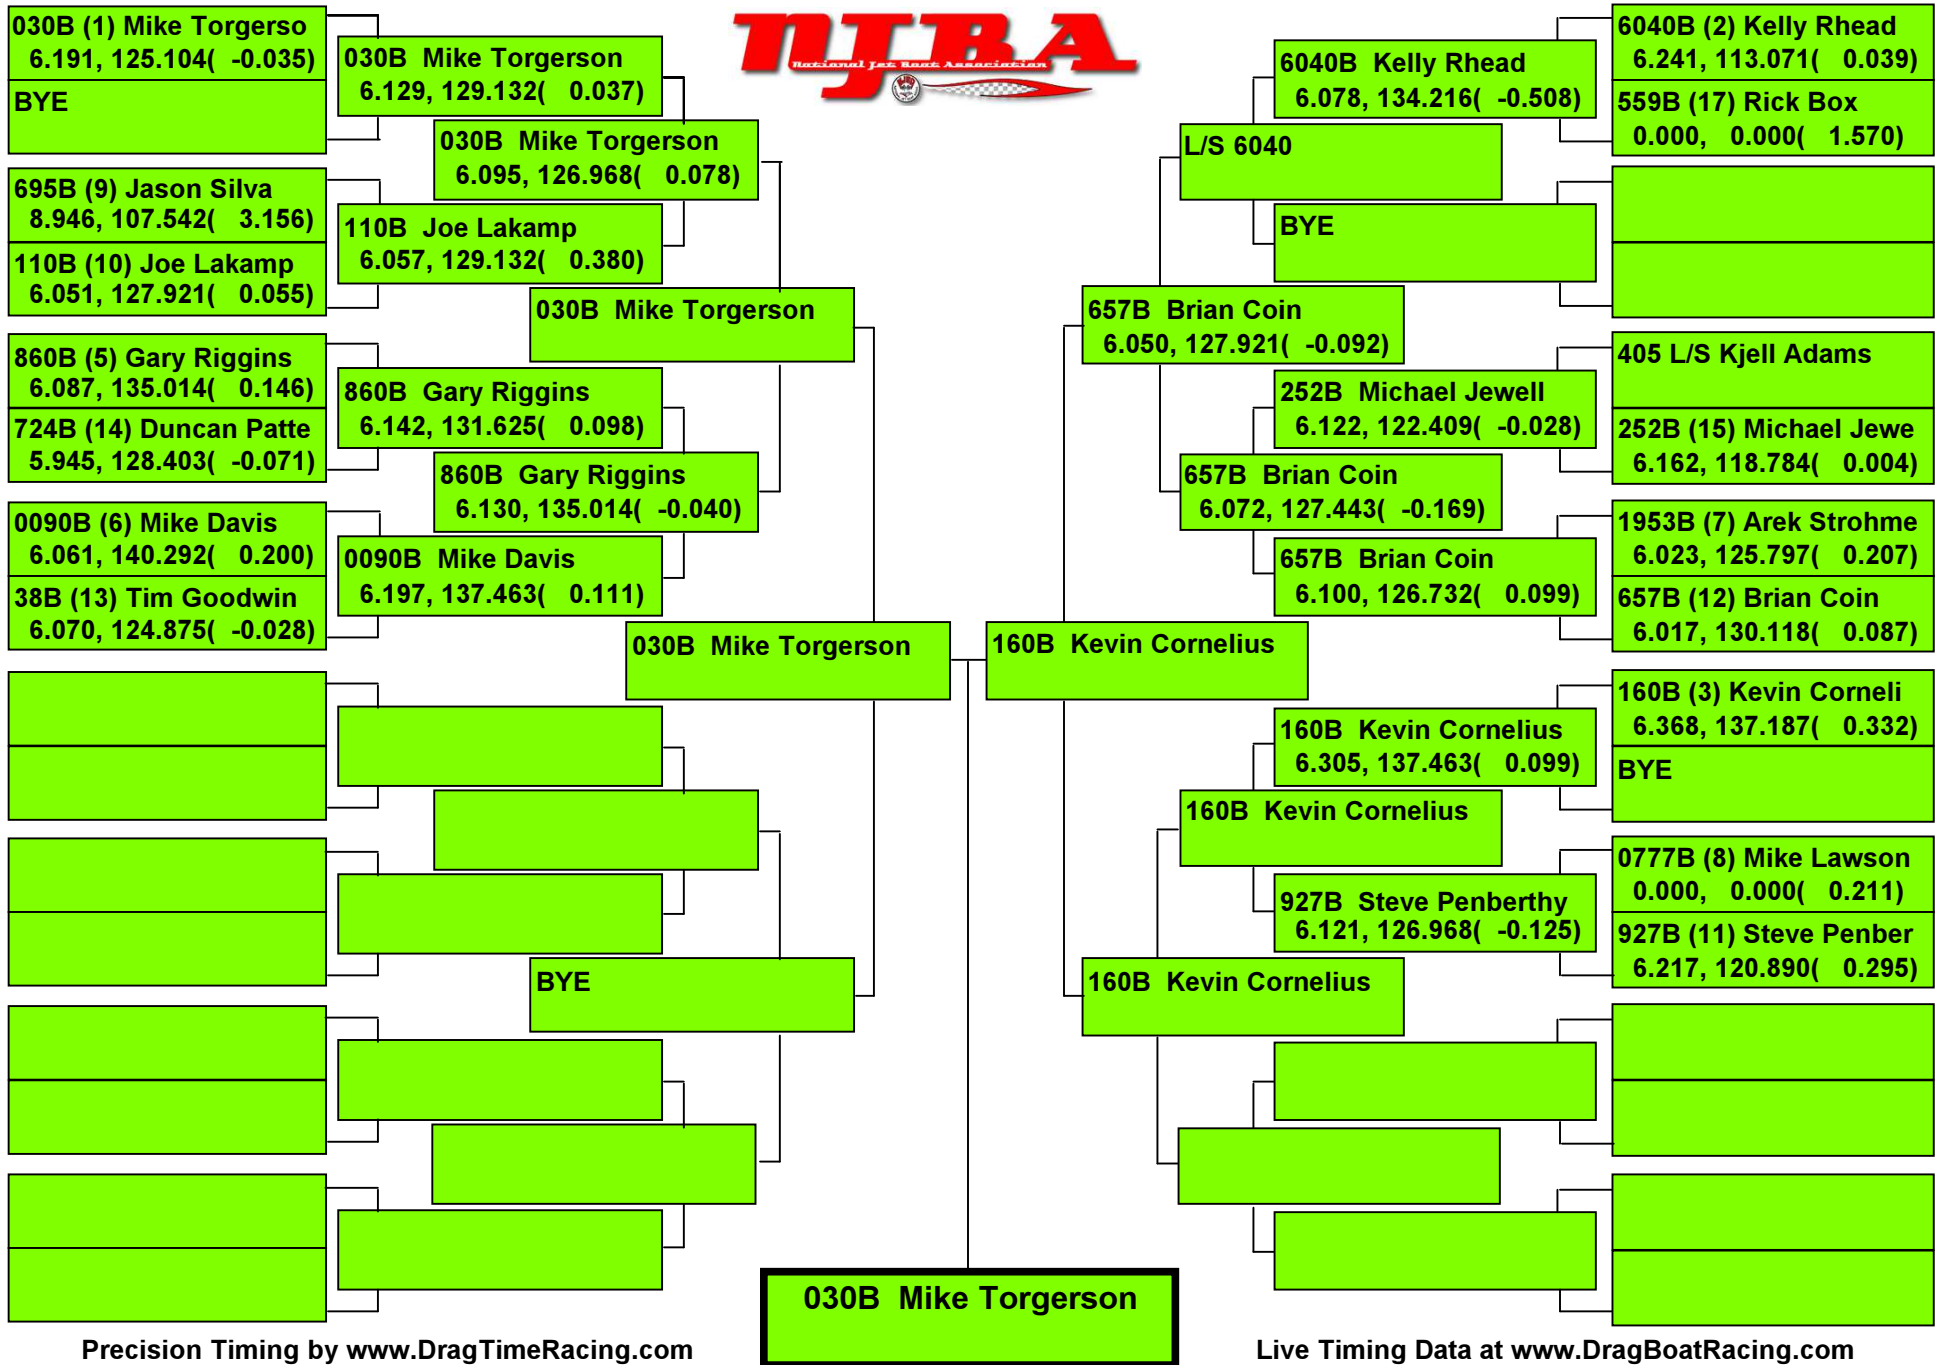 NJBA
National Jet Boat Association
030B (1) Mike Torgerso
6.191, 125.104( -0.035)
BYE
695B (9) Jason Silva
8.946, 107.542( 3.156)
110B (10) Joe Lakamp
6.051, 127.921( 0.055)
860B (5) Gary Riggins
6.087, 135.014( 0.146)
724B (14) Duncan Patte
5.945, 128.403( -0.071)
0090B (6) Mike Davis
6.061, 140.292( 0.200)
38B (13) Tim Goodwin
6.070, 124.875( -0.028)
030B Mike Torgerson
6.129, 129.132( 0.037)
110B Joe Lakamp
6.057, 129.132( 0.380)
860B Gary Riggins
6.142, 131.625( 0.098)
0090B Mike Davis
6.197, 137.463( 0.111)
030B Mike Torgerson
6.095, 126.968( 0.078)
860B Gary Riggins
6.130, 135.014( -0.040)
030B Mike Torgerson
BYE
030B Mike Torgerson
160B Kevin Cornelius
657B Brian Coin
6.050, 127.921( -0.092)
160B Kevin Cornelius
L/S 6040
657B Brian Coin
6.072, 127.443( -0.169)
160B Kevin Cornelius
6040B Kelly Rhead
6.078, 134.216( -0.508)
BYE
252B Michael Jewell
6.122, 122.409( -0.028)
657B Brian Coin
6.100, 126.732( 0.099)
160B Kevin Cornelius
6.305, 137.463( 0.099)
927B Steve Penberthy
6.121, 126.968( -0.125)
6040B (2) Kelly Rhead
6.241, 113.071( 0.039)
559B (17) Rick Box
0.000, 0.000( 1.570)
405 L/S Kjell Adams
252B (15) Michael Jewe
6.162, 118.784( 0.004)
1953B (7) Arek Strohme
6.023, 125.797( 0.207)
657B (12) Brian Coin
6.017, 130.118( 0.087)
160B (3) Kevin Corneli
6.368, 137.187( 0.332)
BYE
0777B (8) Mike Lawson
0.000, 0.000( 0.211)
927B (11) Steve Penber
6.217, 120.890( 0.295)
030B Mike Torgerson
Precision Timing by www.DragTimeRacing.com
Live Timing Data at www.DragBoatRacing.com